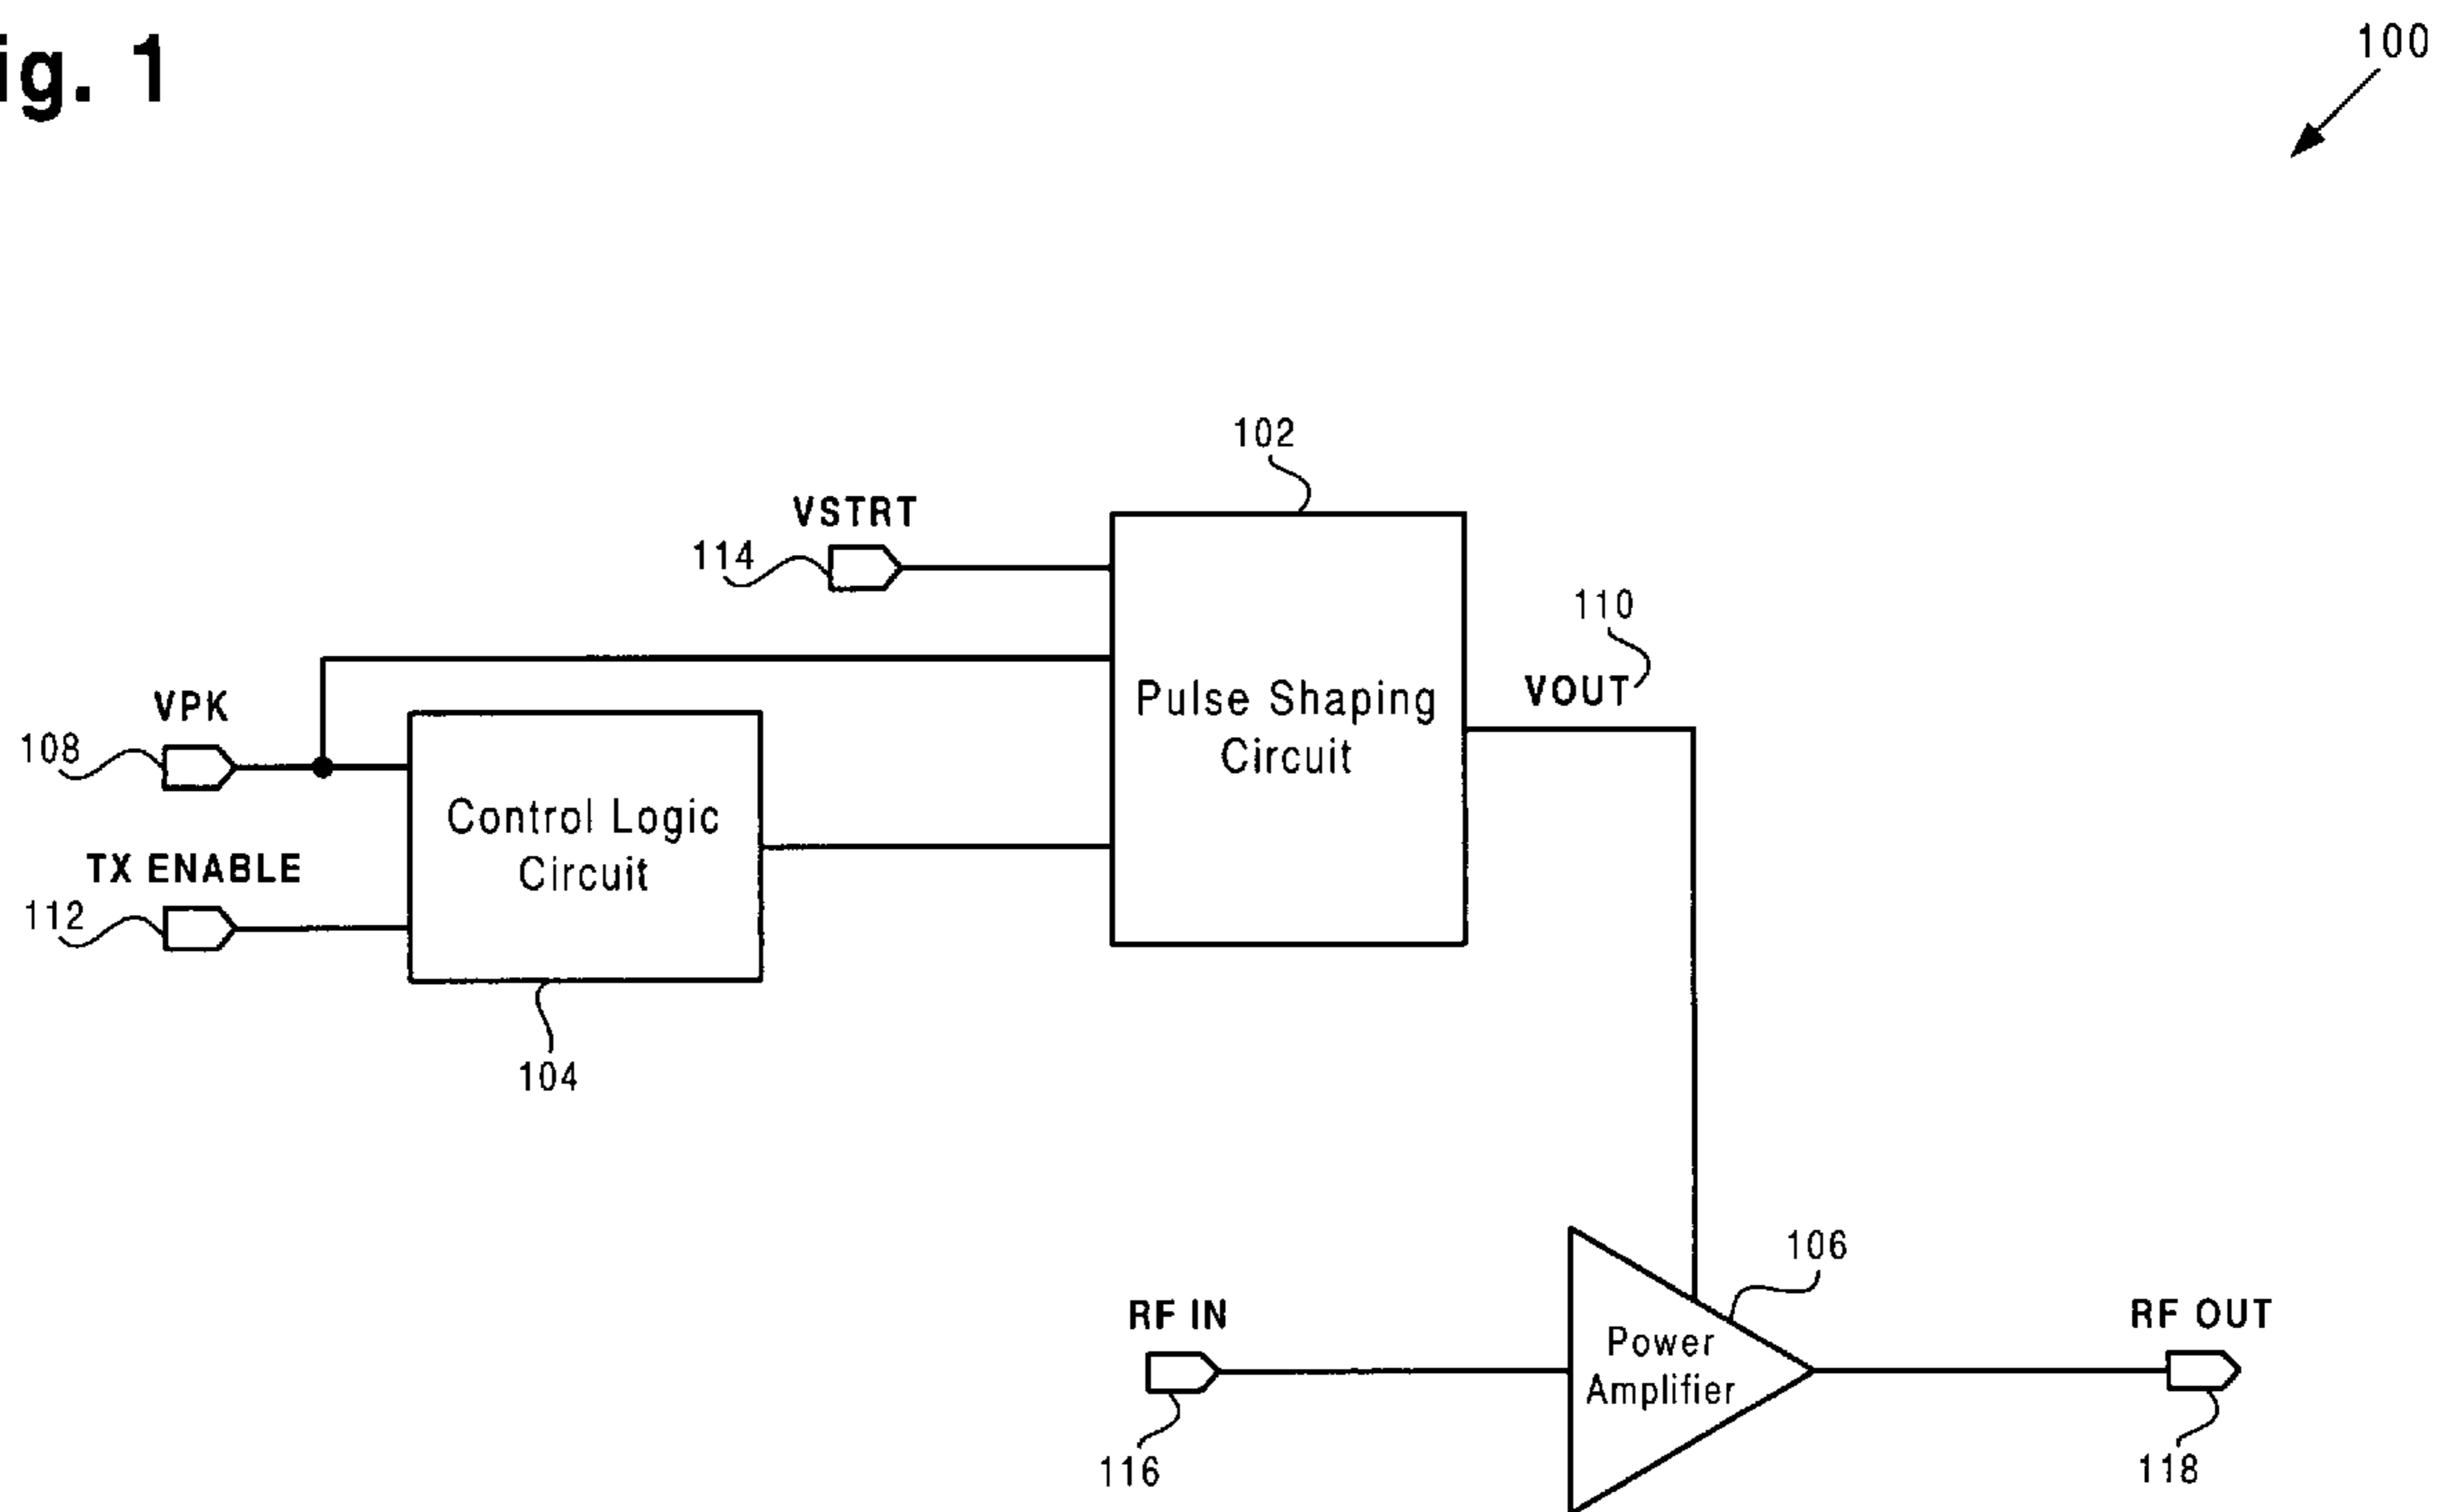 ig. 1
100
102
VSTRT
114
110
VOUT
Pulse Shaping
Circuit
VPK
108
Control Logic
Circuit
TX ENABLE
112
104
106
RF IN
Power
Amplifier
RF OUT
116
118